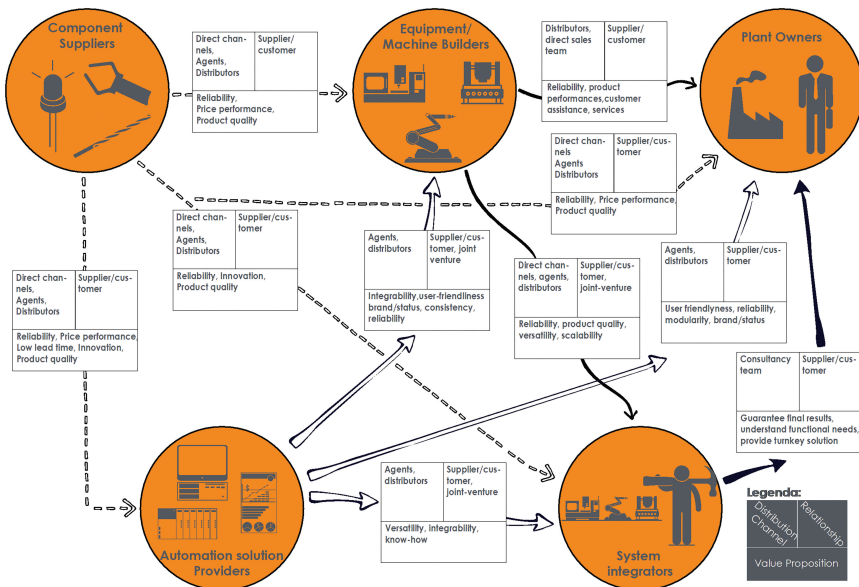 Component
Suppliers
Direct chan-
nels,
Agents,
Distributors
Supplier/
customer
Reliability,
Price performance,
Product quality
Equipment/
Machine Builders
Distributors,
direct sales
team
Supplier/
customer
Reliability, product
performances,customer
assistance, services
Plant Owners
Direct
channels
Agents
Distributors
Supplier/cus-
tomer
Reliability, Price performance,
Product quality
Direct chan-
nels,
Agents,
Distributors
Supplier/cus-
tomer
Reliability, Innovation,
Product quality
Agents,
distributors
Supplier/cus-
tomer, joint
venture
Integrability,user-friendliness
brand/status, consistency,
reliability
Direct chan-
nels, agents,
distributors
Supplier/cus-
tomer,
joint-venture
Reliability, product quality,
versatility, scalability
Agents,
distributors
Supplier/cus-
tomer
User friendlyness, reliability,
modularity, brand/status
Direct chan-
nels,
Agents,
Distributors
Supplier/cus-
tomer
Reliability, Price performance,
Low lead time, Innovation,
Product quality
Consultancy
team
Supplier/cus-
tomer
Guarantee final results,
understand functional needs,
provide turnkey solution
Automation solution
Providers
Agents,
distributors
Supplier/cus-
tomer,
joint-venture
Versatility, integrability,
know-how
System
integrators
Legenda:
Distribution
Channel
Relationship
Value Proposition